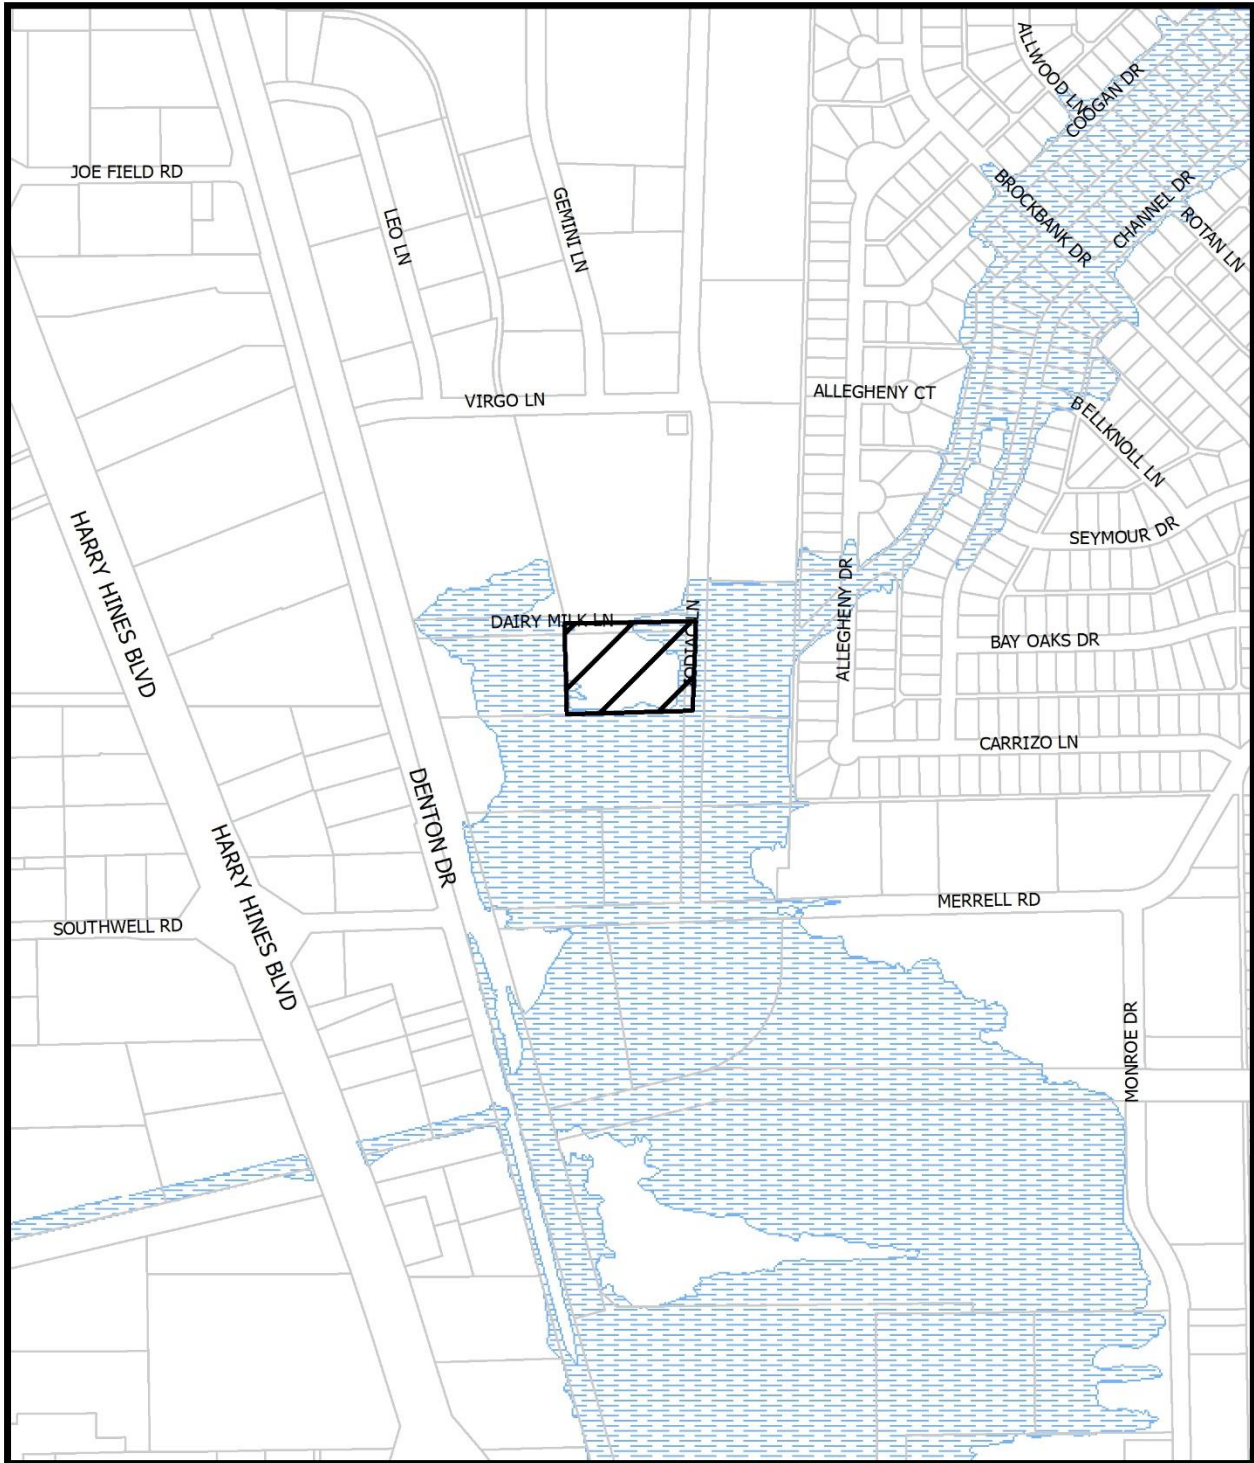 ALLWOOD LN
COOGAN DR
JOE FIELD RD
BROCKBANK DR
CHANNEL DR
ROTAN LN
LEO LN
GEMINI LN
VIRGO LN
ALLEGHENY CT
BELLKNOLL LN
SEYMOUR DR
HARRY HINES BLVD
DAIRY MILK LN
ZODIAC LN
ALLEGHENY DR
BAY OAKS DR
CARRIZO LN
DENTON DR
HARRY HINES BLVD
MERRELL RD
SOUTHWELL RD
MONROE DR